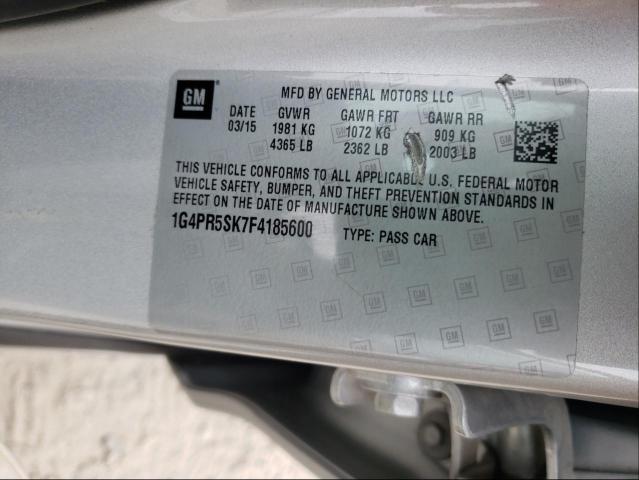 GM
MFD BY GENERAL MOTORS LLC
DATE GVWR GAWR FRT GAWR RR
03/15 1981 KG 1072 KG 909 KG
4365 LB 2362 LB 2003 LB
THIS VEHICLE CONFORMS TO ALL APPLICABLE U.S. FEDERAL MOTOR
VEHICLE SAFETY, BUMPER, AND THEFT PREVENTION STANDARDS IN
EFFECT ON THE DATE OF MANUFACTURE SHOWN ABOVE.
1G4PR5SK7F4185600 TYPE: PASS CAR